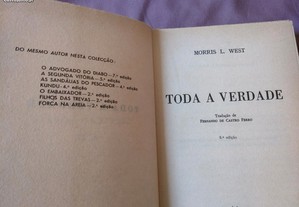 DO MESMO AUTOR NESTA COLECÇÃO:
O ADVOGADO DO DIABO — 7.ª edição
A SEGUNDA VITÓRIA — 3.ª edição
AS SANDÁLIAS DO PESCADOR — 4.ª edição
KUNDU — 4.ª edição
O EMBAIXADOR — 2.ª edição
FILHOS DAS TREVAS — 2.ª edição
FORCA NA AREIA — 2.ª edição
MORRIS L. WEST
TODA A VERDADE
Tradução de
FERNANDO DE CASTRO FERRO
edição